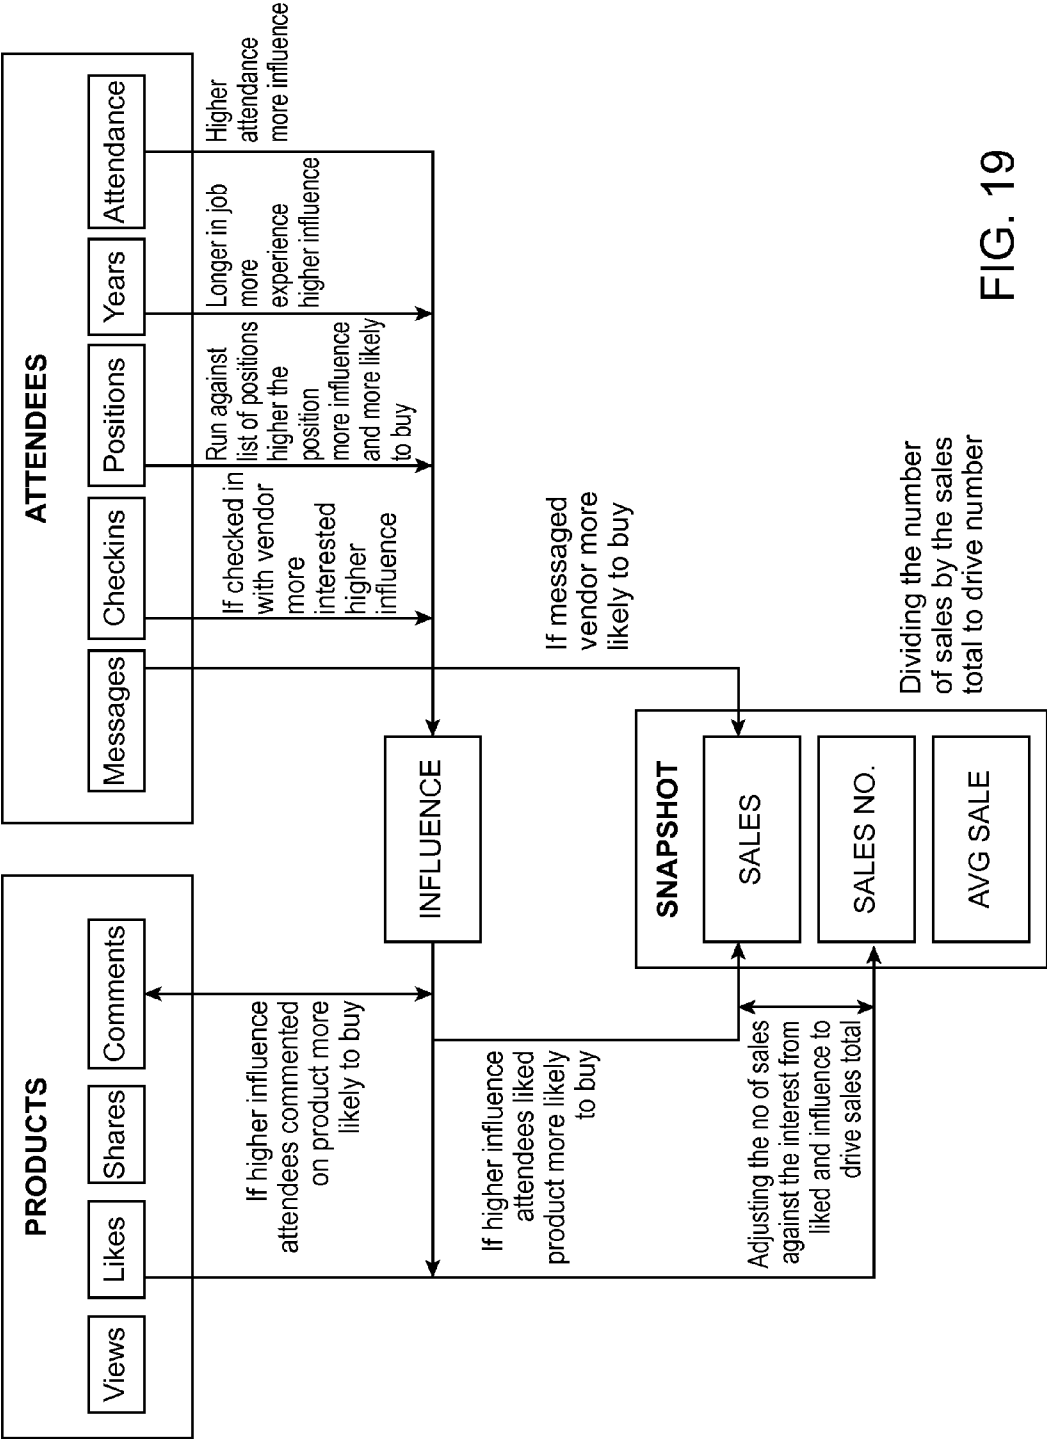 PRODUCTS
Views
Likes
Shares
Comments
ATTENDEES
Messages
Checkins
Positions
Years
Attendance
If higher influence
attendees commented
on product more
likely to buy
If checked in
with vendor
more
interested
higher
influence
Run against
list of positions
higher the
position
more influence
and more likely
to buy
Longer in job
more
experience
higher influence
Higher
attendance
more influence
INFLUENCE
If higher influence
attendees liked
product more likely
to buy
If messaged
vendor more
likely to buy
Adjusting the no of sales
against the interest from
liked and influence to
drive sales total
SNAPSHOT
SALES
SALES NO.
AVG SALE
Dividing the number
of sales by the sales
total to drive number
FIG. 19